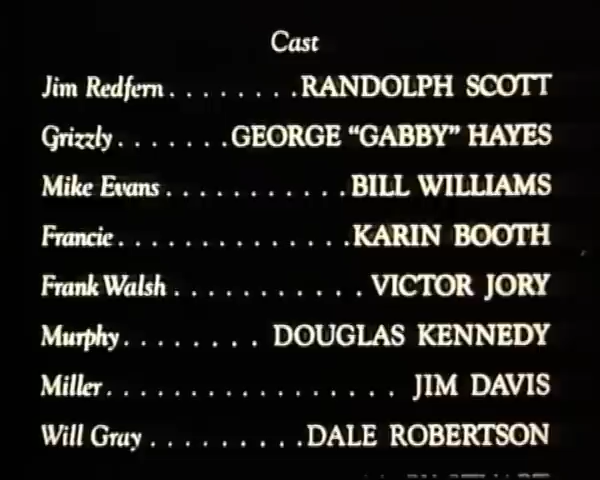 Cast
Jim Redfern........RANDOLPH SCOTT
Grizzly.......GEORGE "GABBY" HAYES
Mike Evans...........BILL WILLIAMS
Francie..............KARIN BOOTH
Frank Walsh...........VICTOR JORY
Murphy........DOUGLAS KENNEDY
Miller.................JIM DAVIS
Will Gray.........DALE ROBERTSON